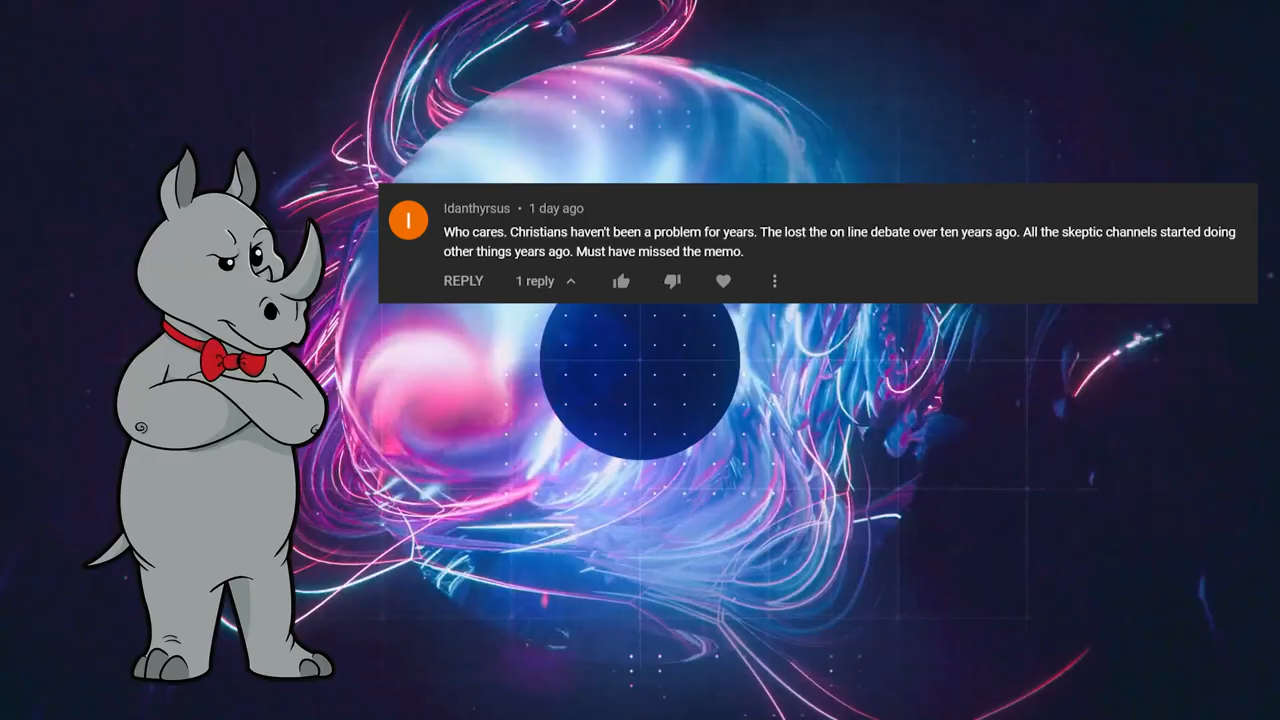 I
Idanthyrsus • 1 day ago
Who cares. Christians haven't been a problem for years. The lost the on line debate over ten years ago. All the skeptic channels started doing
other things years ago. Must have missed the memo.
REPLY 1 reply